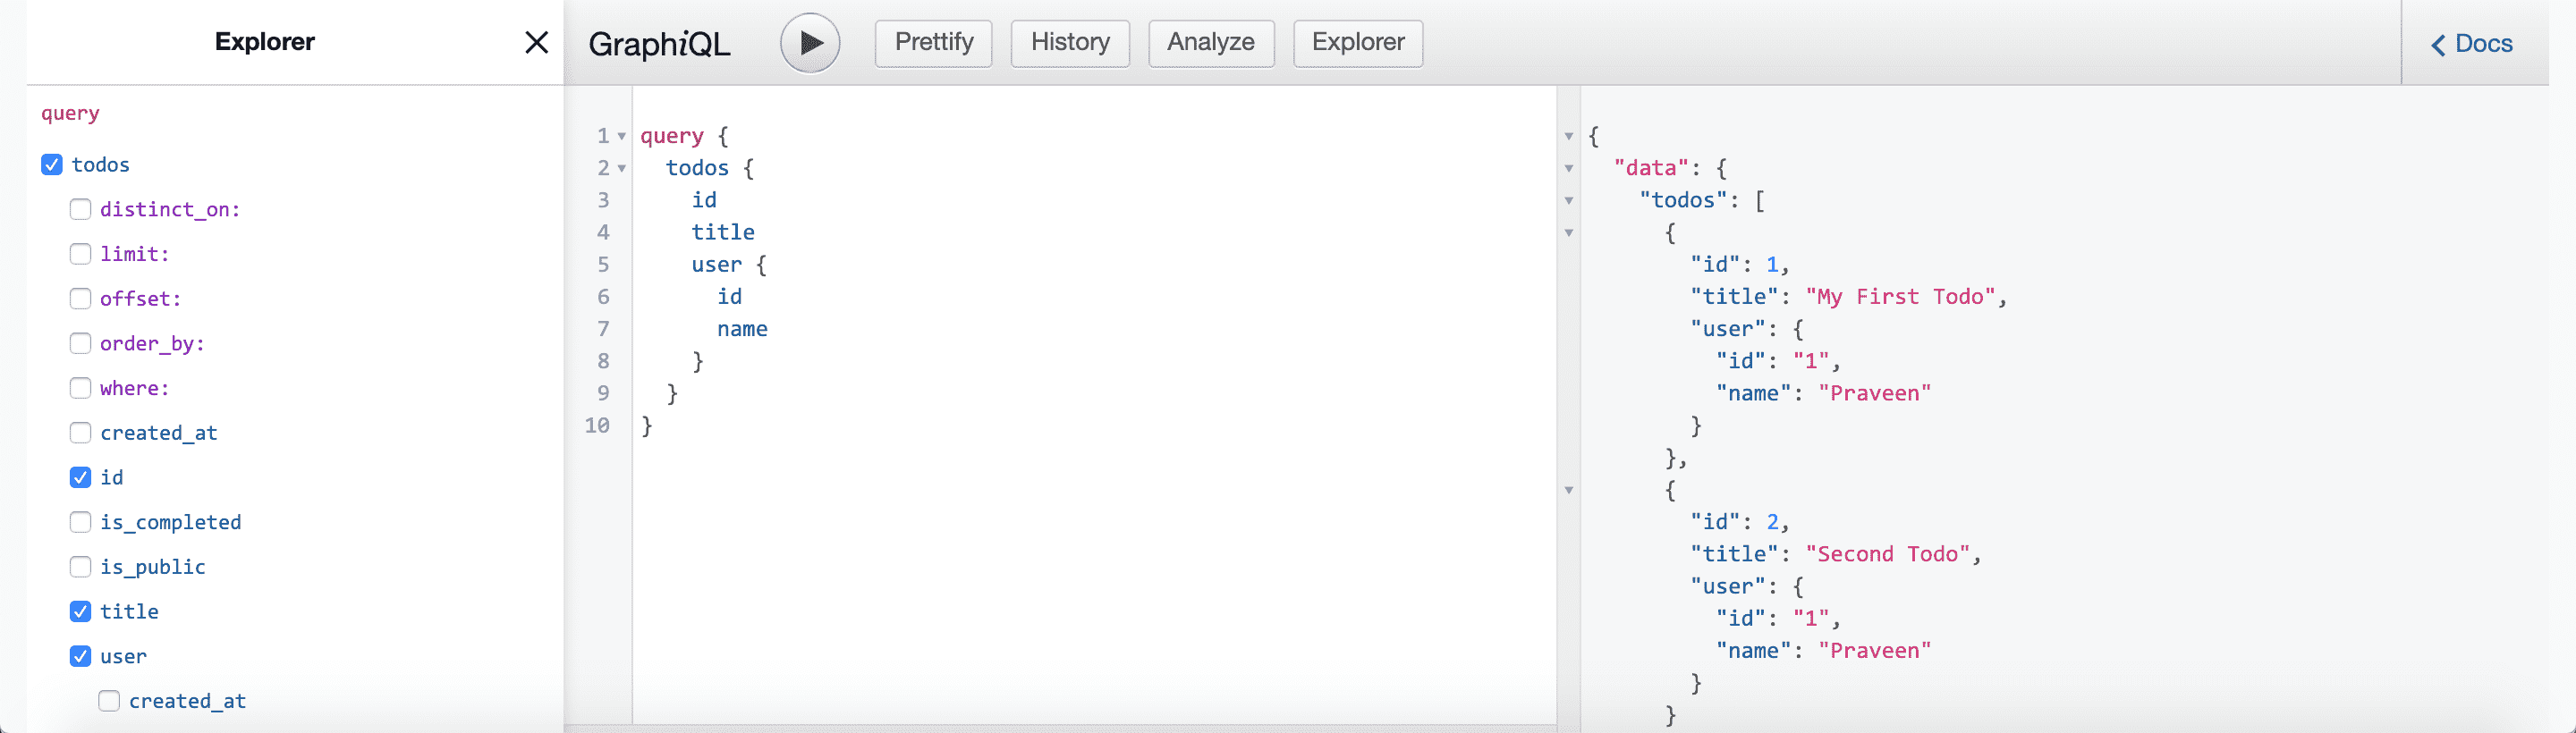 Explorer
GraphiQL
Prettify
History
Analyze
Explorer
Docs
query
todos
distinct_on:
limit:
offset:
order_by:
where:
created_at
id
is_completed
is_public
title
user
created_at
1 query {
2   todos {
3     id
4     title
5     user {
6       id
7       name
8     }
9   }
10 }
{
  "data": {
    "todos": [
      {
        "id": 1,
        "title": "My First Todo",
        "user": {
          "id": "1",
          "name": "Praveen"
        }
      },
      {
        "id": 2,
        "title": "Second Todo",
        "user": {
          "id": "1",
          "name": "Praveen"
        }
      }